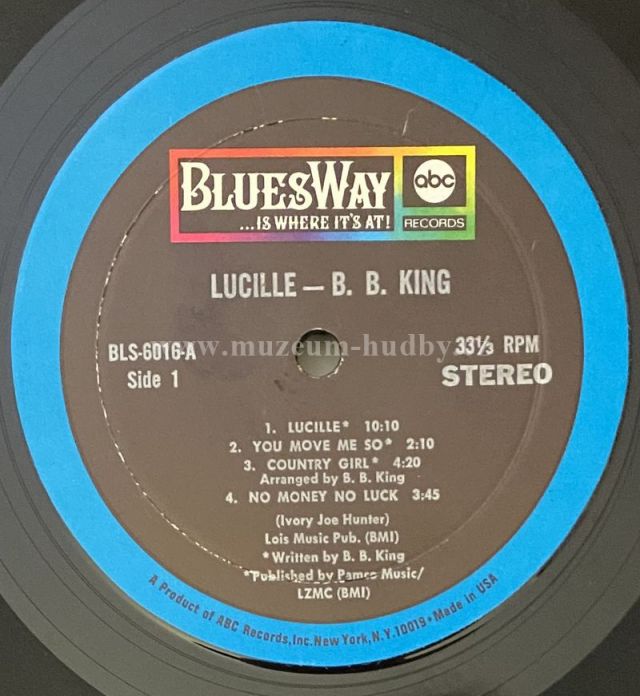 BLUESWAY
...IS WHERE IT'S AT!
abc
RECORDS
LUCILLE — B. B. KING
BLS-6016-A
Side 1
www.muzeum-hudby.
33⅓ RPM
STEREO
1. LUCILLE* 10:10
2. YOU MOVE ME SO* 2:10
3. COUNTRY GIRL* 4:20
Arranged by B. B. King
4. NO MONEY NO LUCK 3:45
(Ivory Joe Hunter)
Lois Music Pub. (BMI)
*Written by B. B. King
*Published by Pamco Music/
LZMC (BMI)
A Product of ABC Records, Inc. New York, N.Y. 10019 • Made in USA